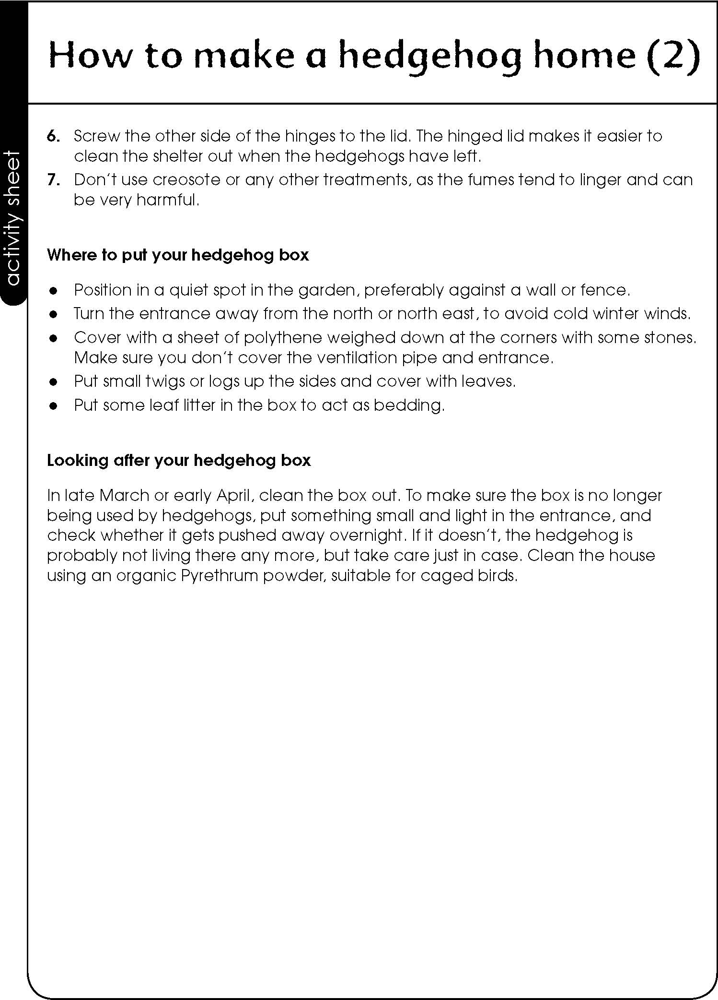 How to make a hedgehog home (2)
activity sheet
6. Screw the other side of the hinges to the lid. The hinged lid makes it easier to
clean the shelter out when the hedgehogs have left.
7. Don't use creosote or any other treatments, as the fumes tend to linger and can
be very harmful.
Where to put your hedgehog box
● Position in a quiet spot in the garden, preferably against a wall or fence.
● Turn the entrance away from the north or north east, to avoid cold winter winds.
● Cover with a sheet of polythene weighed down at the corners with some stones.
Make sure you don't cover the ventilation pipe and entrance.
● Put small twigs or logs up the sides and cover with leaves.
● Put some leaf litter in the box to act as bedding.
Looking after your hedgehog box
In late March or early April, clean the box out. To make sure the box is no longer
being used by hedgehogs, put something small and light in the entrance, and
check whether it gets pushed away overnight. If it doesn't, the hedgehog is
probably not living there any more, but take care just in case. Clean the house
using an organic Pyrethrum powder, suitable for caged birds.